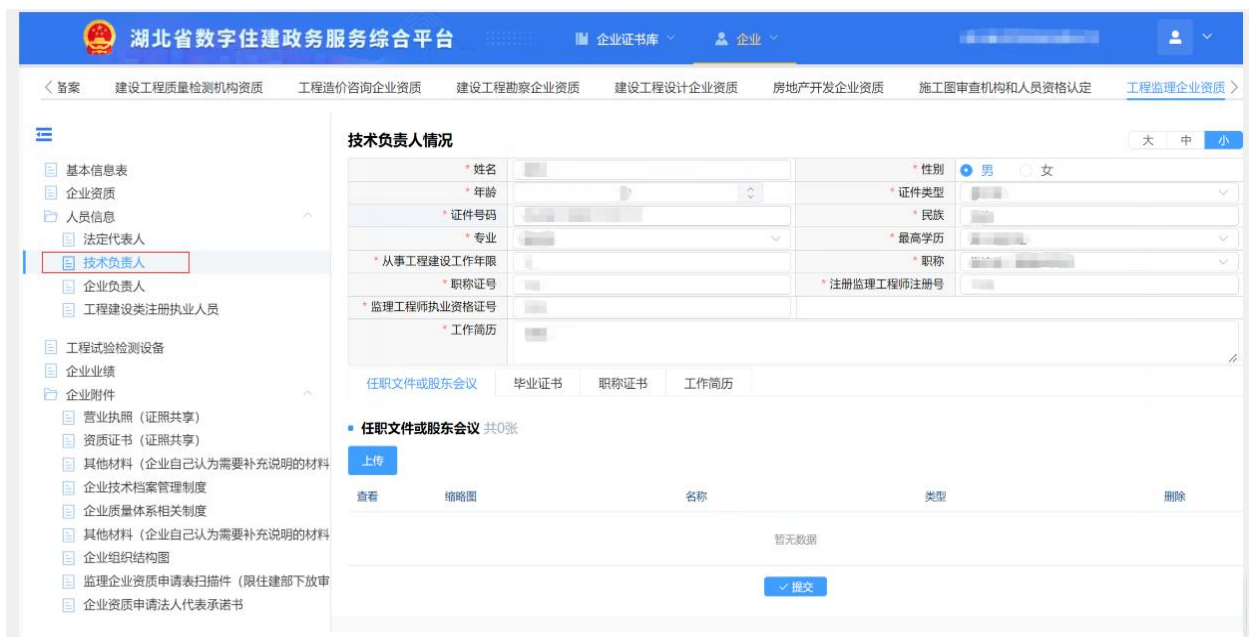 湖北省数字住建政务服务综合平台 企业证书库 企业
备案 建设工程质量检测机构资质 工程造价咨询企业资质 建设工程勘察企业资质 建设工程设计企业资质 房地产开发企业资质 施工图审查机构和人员资格认定 工程监理企业资质
基本信息表
企业资质
人员信息
法定代表人
技术负责人
企业负责人
工程建设类注册执业人员
工程试验检测设备
企业业绩
企业附件
营业执照（证照共享）
资质证书（证照共享）
其他材料（企业自己认为需要补充说明的材料
企业技术档案管理制度
企业质量体系相关制度
其他材料（企业自己认为需要补充说明的材料
企业组织结构图
监理企业资质申请表扫描件（限住建部下放审
企业资质申请法人代表承诺书
技术负责人情况 大 中 小
* 姓名 * 性别 男 女
* 年龄 * 证件类型
* 证件号码 * 民族
* 专业 * 最高学历
* 从事工程建设工作年限 * 职称
* 职称证号 * 注册监理工程师注册号
* 监理工程师执业资格证号
* 工作简历
任职文件或股东会议 毕业证书 职称证书 工作简历
任职文件或股东会议 共0张
上传
查看 缩略图 名称 类型 删除
暂无数据
提交